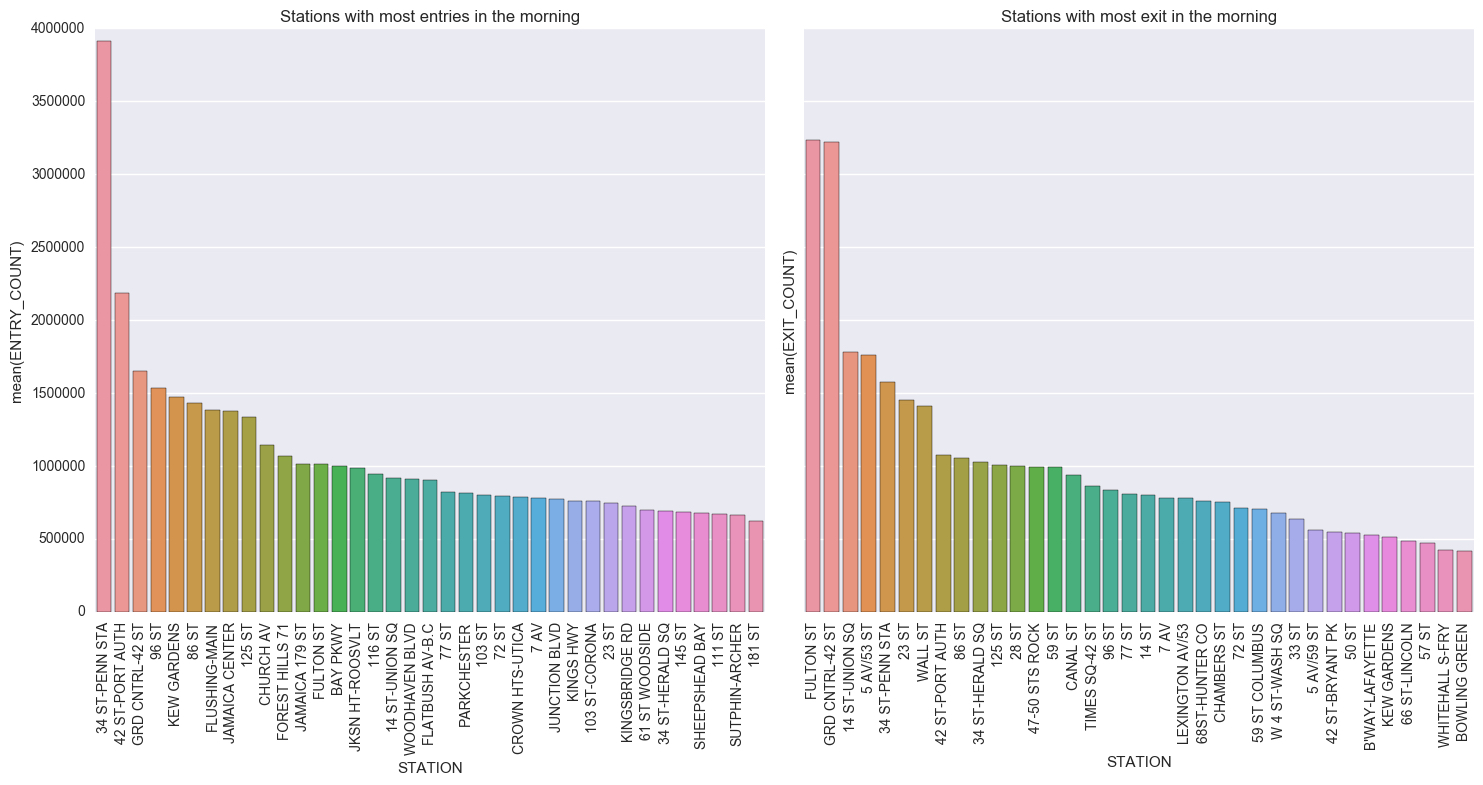 Stations with most entries in the morning
mean(ENTRY_COUNT)
4000000
3500000
3000000
2500000
2000000
1500000
1000000
500000
0
34 ST-PENN STA
42 ST-PORT AUTH
GRD CNTRL-42 ST
96 ST
KEW GARDENS
86 ST
FLUSHING-MAIN
JAMAICA CENTER
125 ST
CHURCH AV
FOREST HILLS 71
JAMAICA 179 ST
FULTON ST
BAY PKWY
JKSN HT-ROOSVLT
116 ST
14 ST-UNION SQ
WOODHAVEN BLVD
FLATBUSH AV-B.C
77 ST
PARKCHESTER
103 ST
72 ST
CROWN HTS-UTICA
7 AV
JUNCTION BLVD
KINGS HWY
103 ST-CORONA
23 ST
KINGSBRIDGE RD
61 ST WOODSIDE
34 ST-HERALD SQ
145 ST
SHEEPSHEAD BAY
111 ST
SUTPHIN-ARCHER
181 ST
STATION
Stations with most exit in the morning
mean(EXIT_COUNT)
FULTON ST
GRD CNTRL-42 ST
14 ST-UNION SQ
5 AV/53 ST
34 ST-PENN STA
23 ST
WALL ST
42 ST-PORT AUTH
86 ST
34 ST-HERALD SQ
125 ST
28 ST
47-50 STS ROCK
59 ST
CANAL ST
TIMES SQ-42 ST
96 ST
77 ST
14 ST
7 AV
LEXINGTON AV/53
68ST-HUNTER CO
CHAMBERS ST
72 ST
59 ST COLUMBUS
W 4 ST-WASH SQ
33 ST
5 AV/59 ST
42 ST-BRYANT PK
50 ST
B'WAY-LAFAYETTE
KEW GARDENS
66 ST-LINCOLN
57 ST
WHITEHALL S-FRY
BOWLING GREEN
STATION